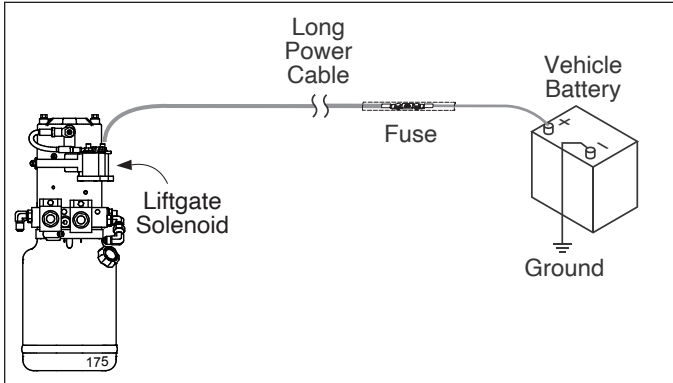 Long
Power
Cable
Vehicle
Battery
Fuse
+
−
Liftgate
Solenoid
Ground
175